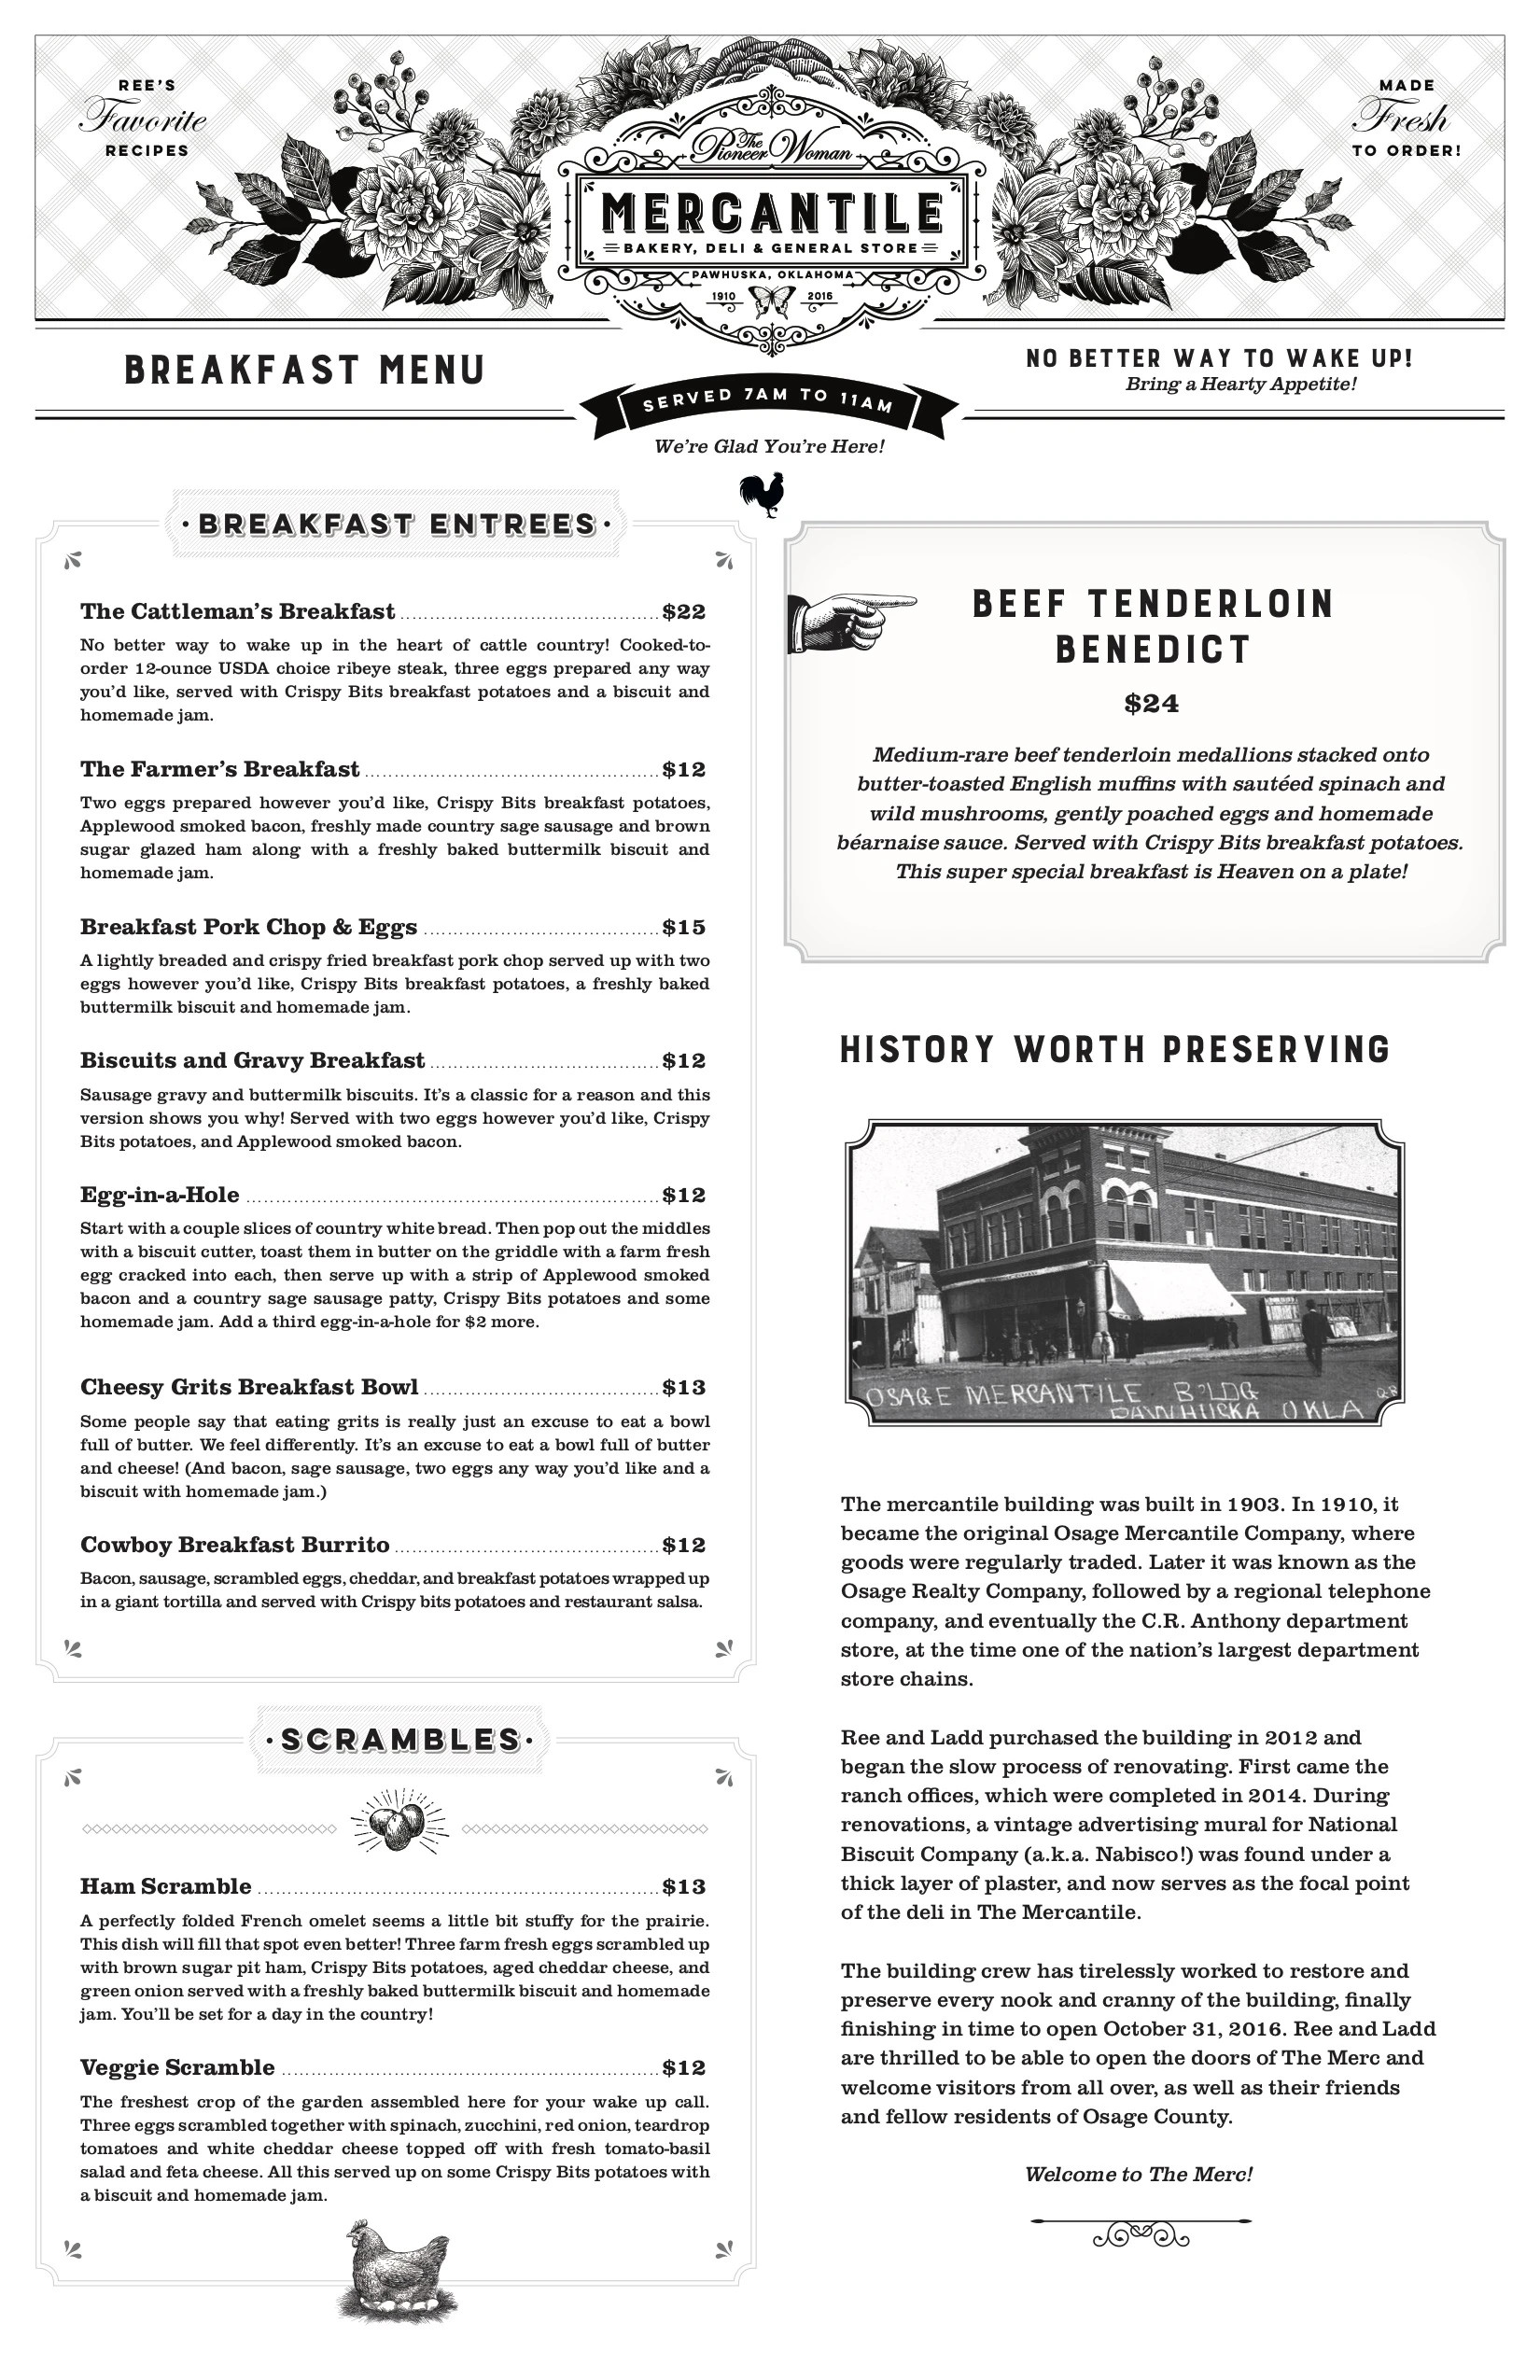 REE'S
Favorite
RECIPES
The
Pioneer Woman
MERCANTILE
BAKERY, DELI & GENERAL STORE
PAWHUSKA, OKLAHOMA
1910 2016
MADE
Fresh
TO ORDER!
BREAKFAST MENU
SERVED 7AM TO 11AM
We're Glad You're Here!
NO BETTER WAY TO WAKE UP!
Bring a Hearty Appetite!
• BREAKFAST ENTREES •
The Cattleman's Breakfast ........ $22
No better way to wake up in the heart of cattle country! Cooked-to-
order 12-ounce USDA choice ribeye steak, three eggs prepared any way
you'd like, served with Crispy Bits breakfast potatoes and a biscuit and
homemade jam.
The Farmer's Breakfast ........ $12
Two eggs prepared however you'd like, Crispy Bits breakfast potatoes,
Applewood smoked bacon, freshly made country sage sausage and brown
sugar glazed ham along with a freshly baked buttermilk biscuit and
homemade jam.
Breakfast Pork Chop & Eggs ........ $15
A lightly breaded and crispy fried breakfast pork chop served up with two
eggs however you'd like, Crispy Bits breakfast potatoes, a freshly baked
buttermilk biscuit and homemade jam.
Biscuits and Gravy Breakfast ........ $12
Sausage gravy and buttermilk biscuits. It's a classic for a reason and this
version shows you why! Served with two eggs however you'd like, Crispy
Bits potatoes, and Applewood smoked bacon.
Egg-in-a-Hole ........ $12
Start with a couple slices of country white bread. Then pop out the middles
with a biscuit cutter, toast them in butter on the griddle with a farm fresh
egg cracked into each, then serve up with a strip of Applewood smoked
bacon and a country sage sausage patty, Crispy Bits potatoes and some
homemade jam. Add a third egg-in-a-hole for $2 more.
Cheesy Grits Breakfast Bowl ........ $13
Some people say that eating grits is really just an excuse to eat a bowl
full of butter. We feel differently. It's an excuse to eat a bowl full of butter
and cheese! (And bacon, sage sausage, two eggs any way you'd like and a
biscuit with homemade jam.)
Cowboy Breakfast Burrito ........ $12
Bacon, sausage, scrambled eggs, cheddar, and breakfast potatoes wrapped up
in a giant tortilla and served with Crispy bits potatoes and restaurant salsa.
• SCRAMBLES •
Ham Scramble ........ $13
A perfectly folded French omelet seems a little bit stuffy for the prairie.
This dish will fill that spot even better! Three farm fresh eggs scrambled up
with brown sugar pit ham, Crispy Bits potatoes, aged cheddar cheese, and
green onion served with a freshly baked buttermilk biscuit and homemade
jam. You'll be set for a day in the country!
Veggie Scramble ........ $12
The freshest crop of the garden assembled here for your wake up call.
Three eggs scrambled together with spinach, zucchini, red onion, teardrop
tomatoes and white cheddar cheese topped off with fresh tomato-basil
salad and feta cheese. All this served up on some Crispy Bits potatoes with
a biscuit and homemade jam.
BEEF TENDERLOIN
BENEDICT
$24
Medium-rare beef tenderloin medallions stacked onto
butter-toasted English muffins with sautéed spinach and
wild mushrooms, gently poached eggs and homemade
béarnaise sauce. Served with Crispy Bits breakfast potatoes.
This super special breakfast is Heaven on a plate!
HISTORY WORTH PRESERVING
OSAGE MERCANTILE B'LDG
PAWHUSKA OKLA
The mercantile building was built in 1903. In 1910, it
became the original Osage Mercantile Company, where
goods were regularly traded. Later it was known as the
Osage Realty Company, followed by a regional telephone
company, and eventually the C.R. Anthony department
store, at the time one of the nation's largest department
store chains.
Ree and Ladd purchased the building in 2012 and
began the slow process of renovating. First came the
ranch offices, which were completed in 2014. During
renovations, a vintage advertising mural for National
Biscuit Company (a.k.a. Nabisco!) was found under a
thick layer of plaster, and now serves as the focal point
of the deli in The Mercantile.
The building crew has tirelessly worked to restore and
preserve every nook and cranny of the building, finally
finishing in time to open October 31, 2016. Ree and Ladd
are thrilled to be able to open the doors of The Merc and
welcome visitors from all over, as well as their friends
and fellow residents of Osage County.
Welcome to The Merc!